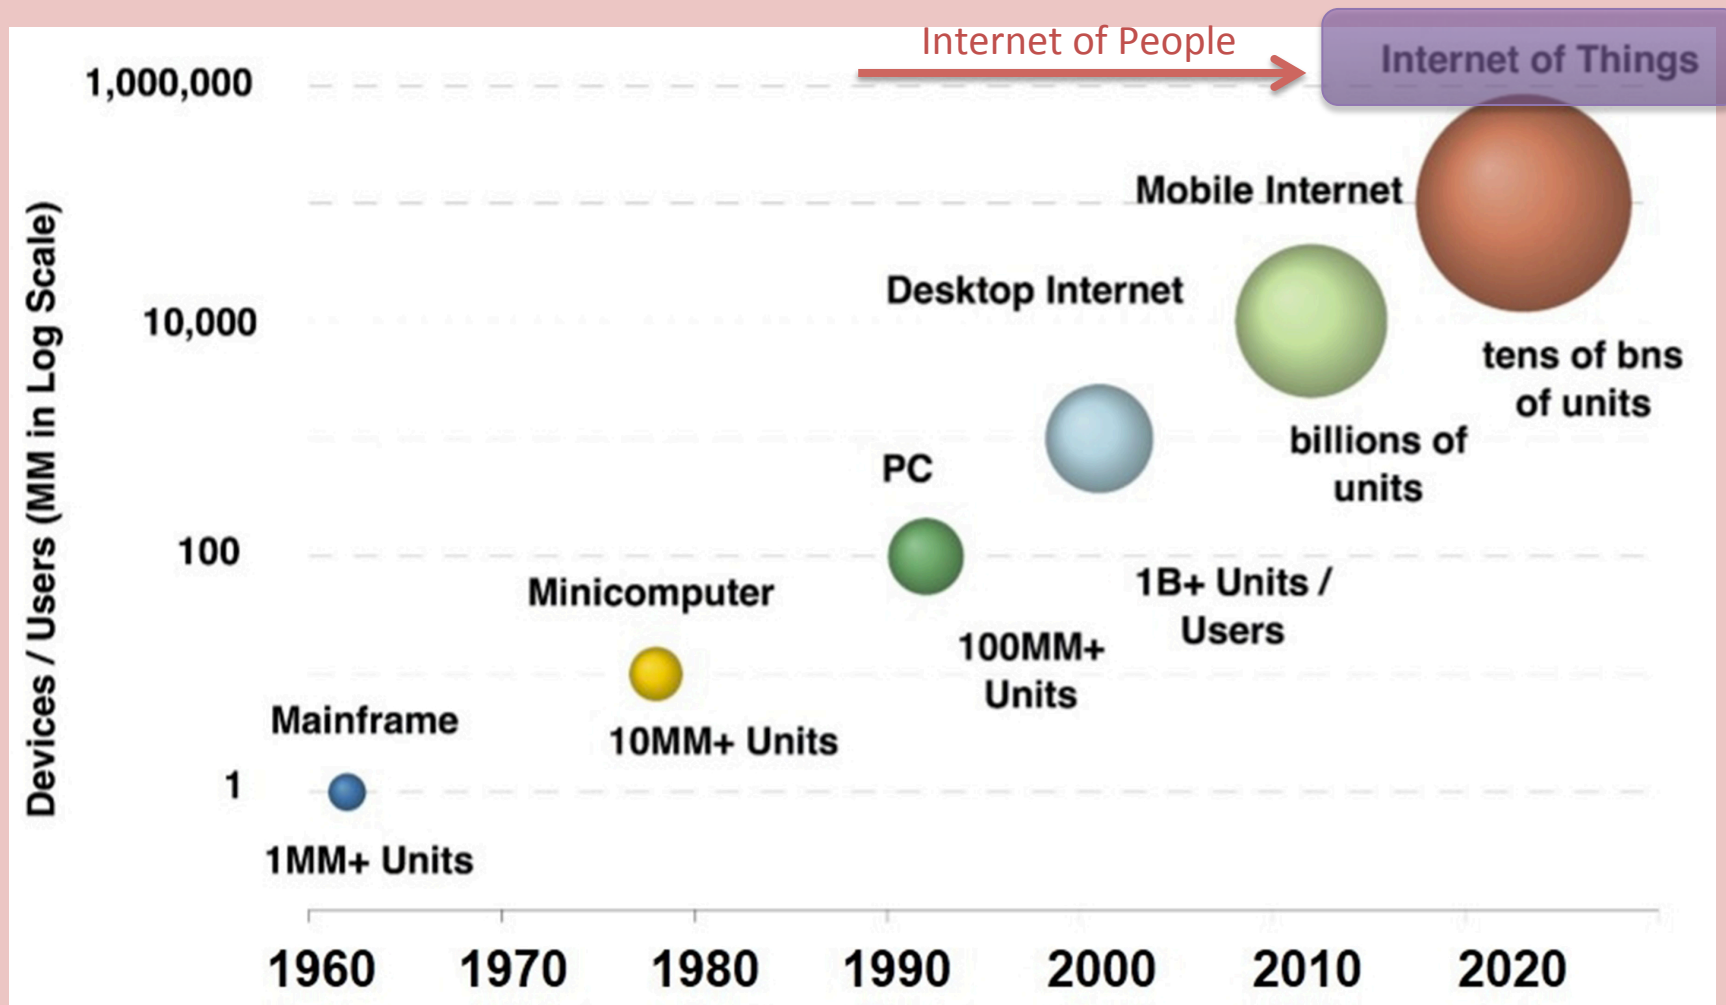 Internet of People
Internet of Things
1,000,000
Mobile Internet
Desktop Internet
10,000
tens of bns
of units
billions of
units
PC
100
1B+ Units /
Users
Minicomputer
100MM+
Units
Mainframe
10MM+ Units
1
1MM+ Units
Devices / Users (MM in Log Scale)
1960 1970 1980 1990 2000 2010 2020